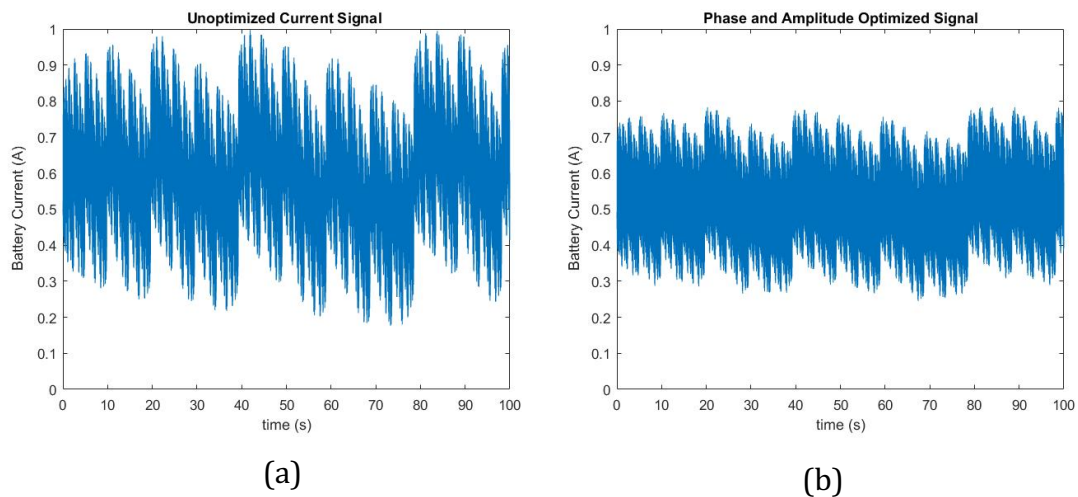 Unoptimized Current Signal
Battery Current (A)
1
0.9
0.8
0.7
0.6
0.5
0.4
0.3
0.2
0.1
0
0 10 20 30 40 50 60 70 80 90 100
time (s)
(a)
Phase and Amplitude Optimized Signal
Battery Current (A)
1
0.9
0.8
0.7
0.6
0.5
0.4
0.3
0.2
0.1
0
0 10 20 30 40 50 60 70 80 90 100
time (s)
(b)